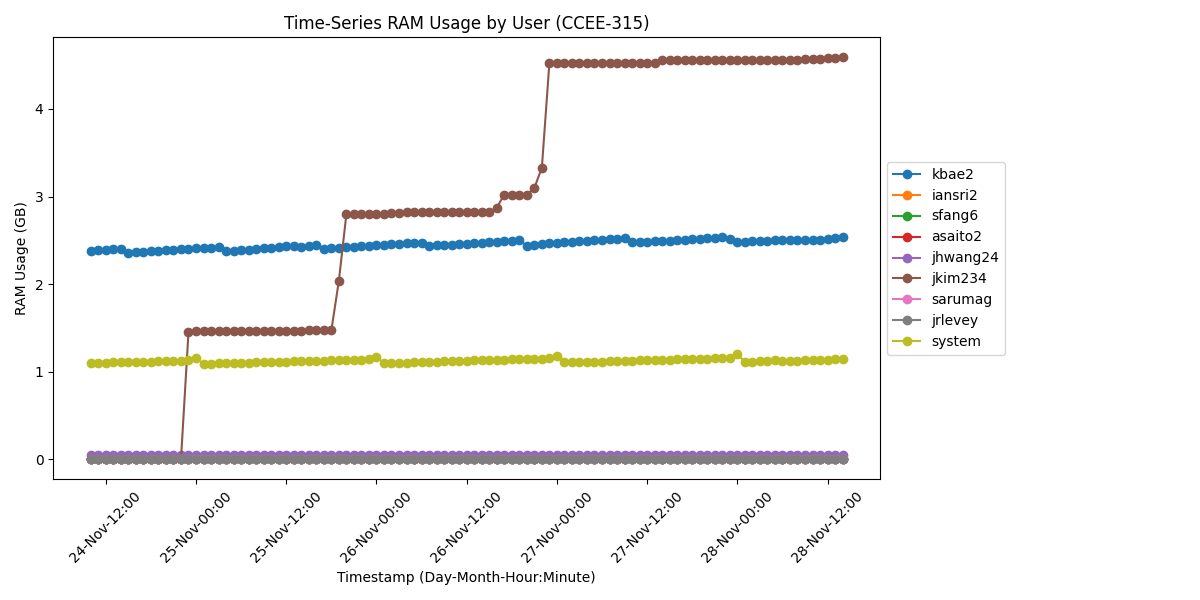 Time-Series RAM Usage by User (CCEE-315)
RAM Usage (GB)
4
3
2
1
0
24-Nov-12:00
25-Nov-00:00
25-Nov-12:00
26-Nov-00:00
26-Nov-12:00
27-Nov-00:00
27-Nov-12:00
28-Nov-00:00
28-Nov-12:00
Timestamp (Day-Month-Hour:Minute)
kbae2
iansri2
sfang6
asaito2
jhwang24
jkim234
sarumag
jrlevey
system